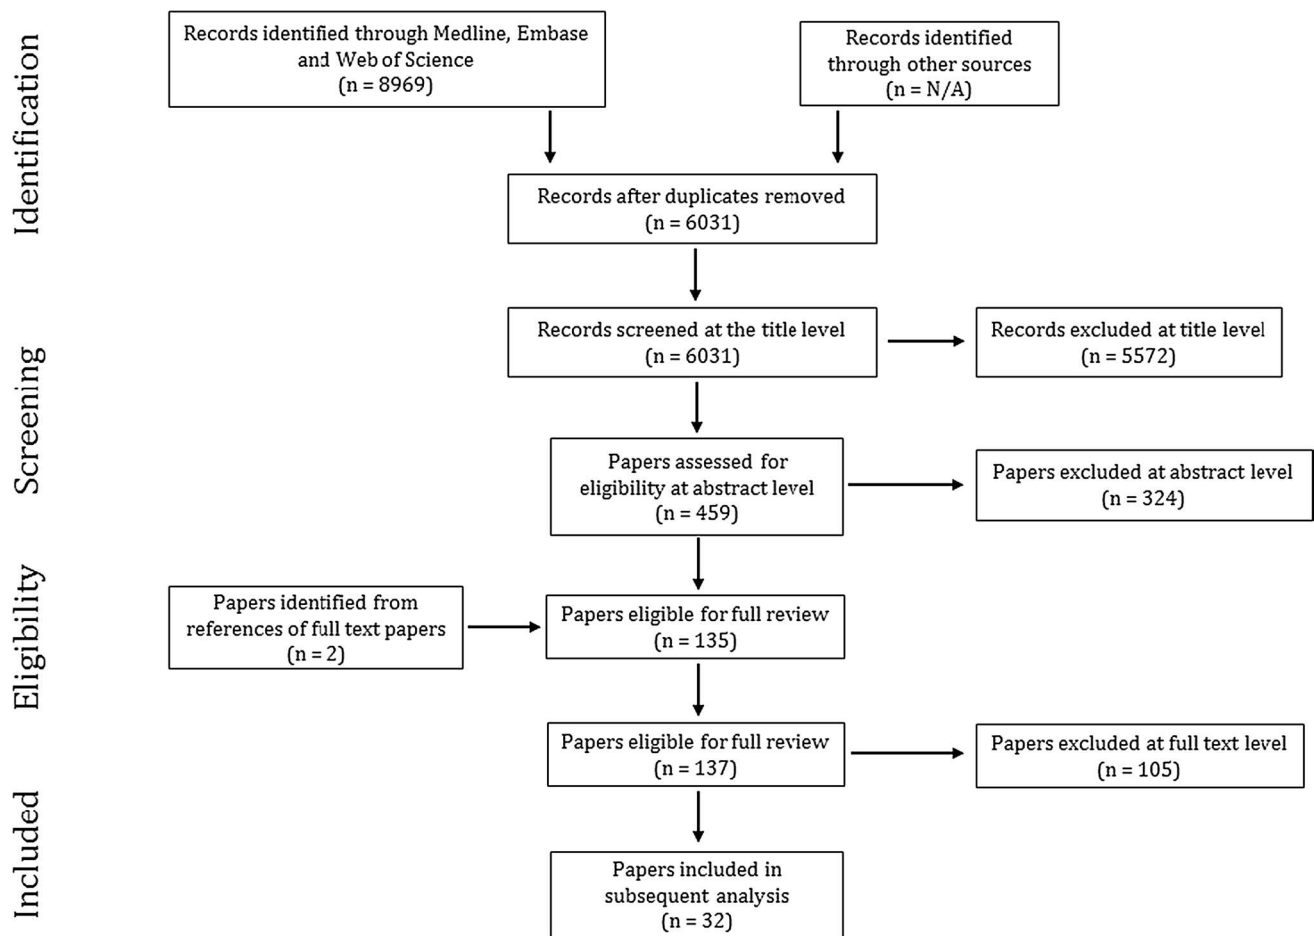 Identification
Records identified through Medline, Embase
and Web of Science
(n = 8969)
Records identified
through other sources
(n = N/A)
Records after duplicates removed
(n = 6031)
Screening
Records screened at the title level
(n = 6031)
Records excluded at title level
(n = 5572)
Papers assessed for
eligibility at abstract level
(n = 459)
Papers excluded at abstract level
(n = 324)
Eligibility
Papers identified from
references of full text papers
(n = 2)
Papers eligible for full review
(n = 135)
Papers eligible for full review
(n = 137)
Papers excluded at full text level
(n = 105)
Included
Papers included in
subsequent analysis
(n = 32)